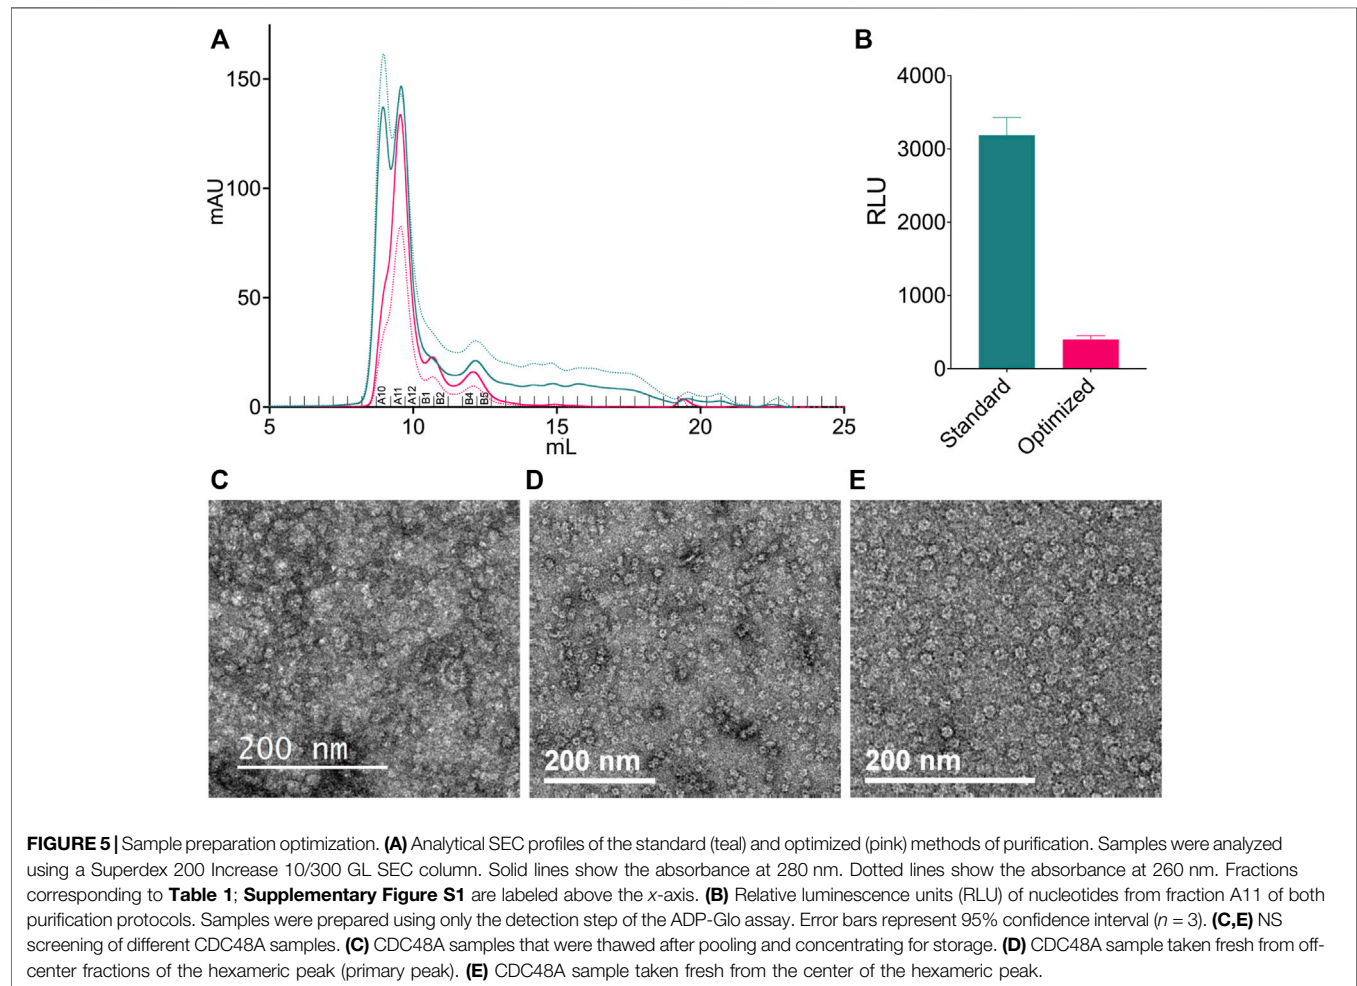 A
B
150
100
50
0
mAU
A10
A11
A12
B1
B2
B4
B5
5
10
15
20
25
mL
4000
3000
2000
1000
0
RLU
Standard
Optimized
C
D
E
200 nm
200 nm
200 nm
FIGURE 5 | Sample preparation optimization. (A) Analytical SEC profiles of the standard (teal) and optimized (pink) methods of purification. Samples were analyzed
using a Superdex 200 Increase 10/300 GL SEC column. Solid lines show the absorbance at 280 nm. Dotted lines show the absorbance at 260 nm. Fractions
corresponding to Table 1; Supplementary Figure S1 are labeled above the x-axis. (B) Relative luminescence units (RLU) of nucleotides from fraction A11 of both
purification protocols. Samples were prepared using only the detection step of the ADP-Glo assay. Error bars represent 95% confidence interval (n = 3). (C,E) NS
screening of different CDC48A samples. (C) CDC48A samples that were thawed after pooling and concentrating for storage. (D) CDC48A sample taken fresh from off-
center fractions of the hexameric peak (primary peak). (E) CDC48A sample taken fresh from the center of the hexameric peak.